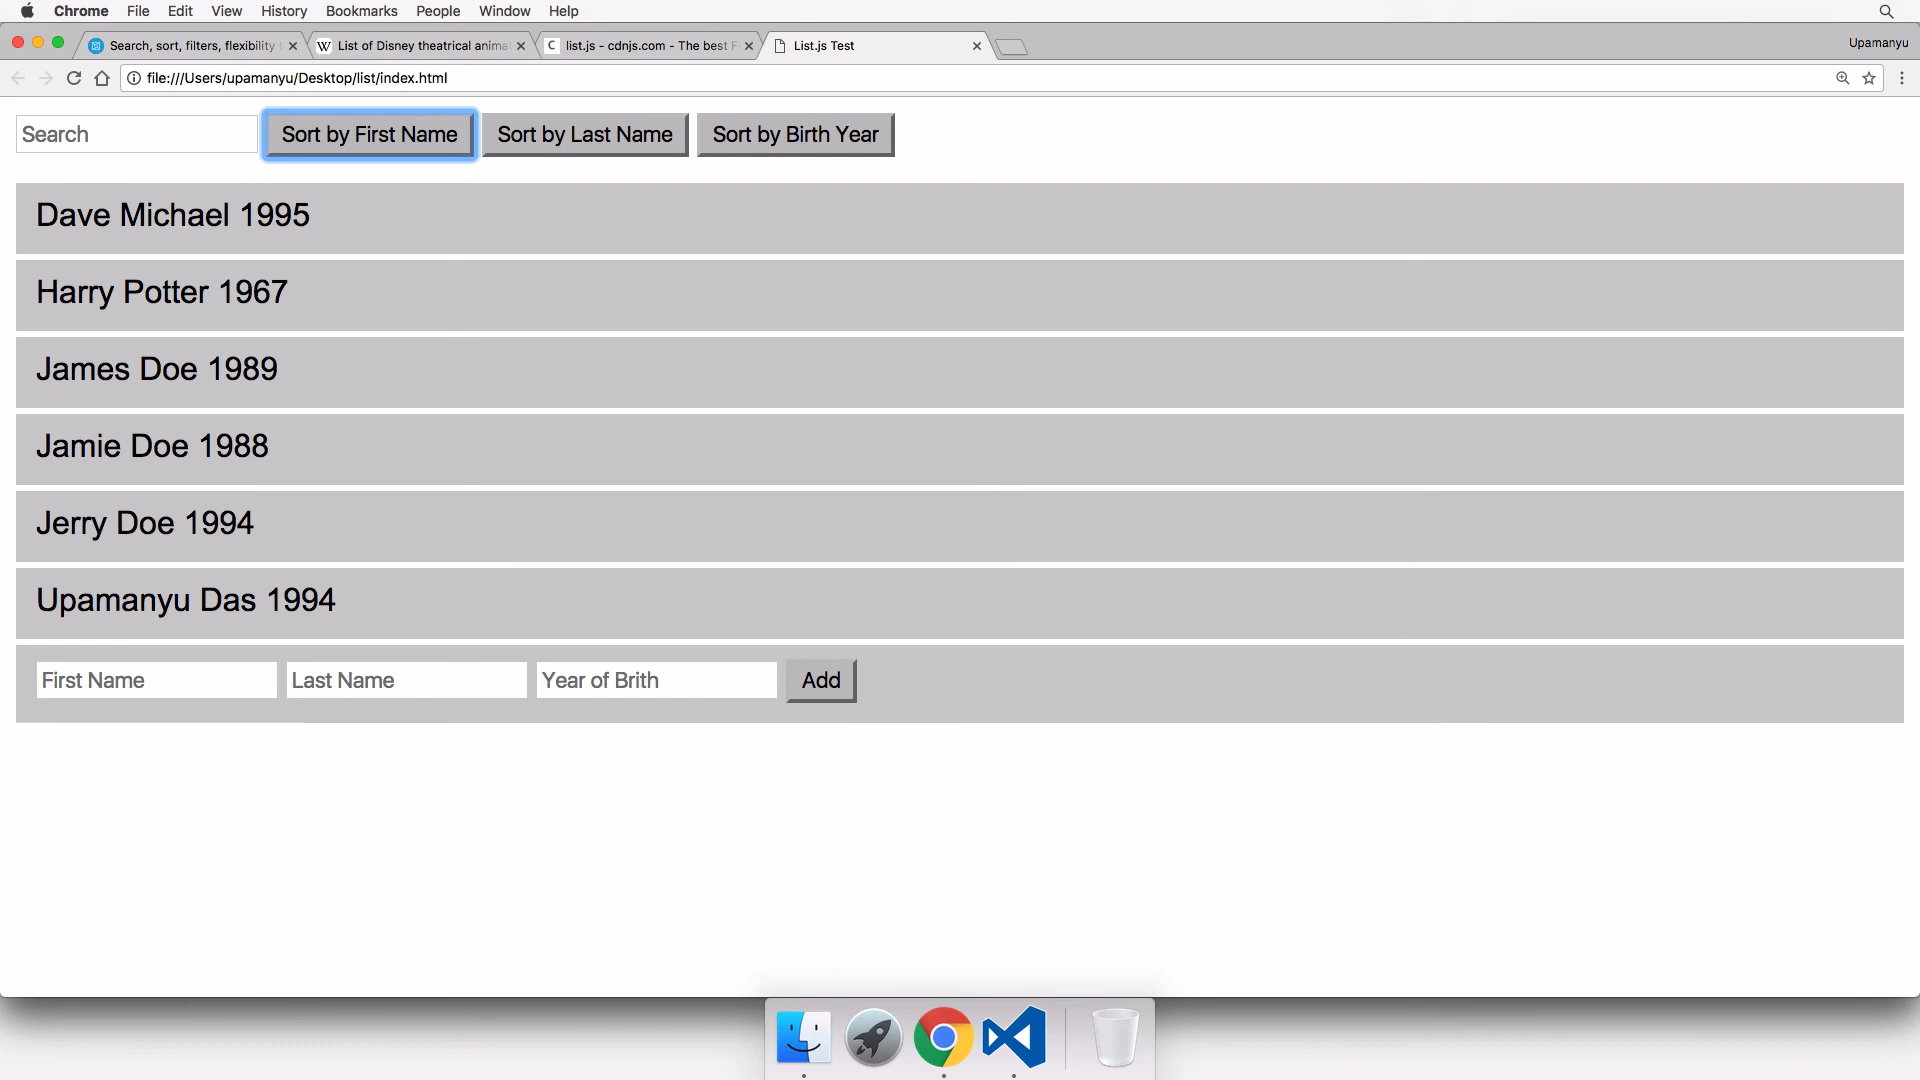 Chrome File Edit View History Bookmarks People Window Help
Search, sort, filters, flexibility
List of Disney theatrical animat
list.js - cdnjs.com - The best F
List.js Test
Upamanyu
file:///Users/upamanyu/Desktop/list/index.html
Search Sort by First Name Sort by Last Name Sort by Birth Year
Dave Michael 1995
Harry Potter 1967
James Doe 1989
Jamie Doe 1988
Jerry Doe 1994
Upamanyu Das 1994
First Name Last Name Year of Brith Add